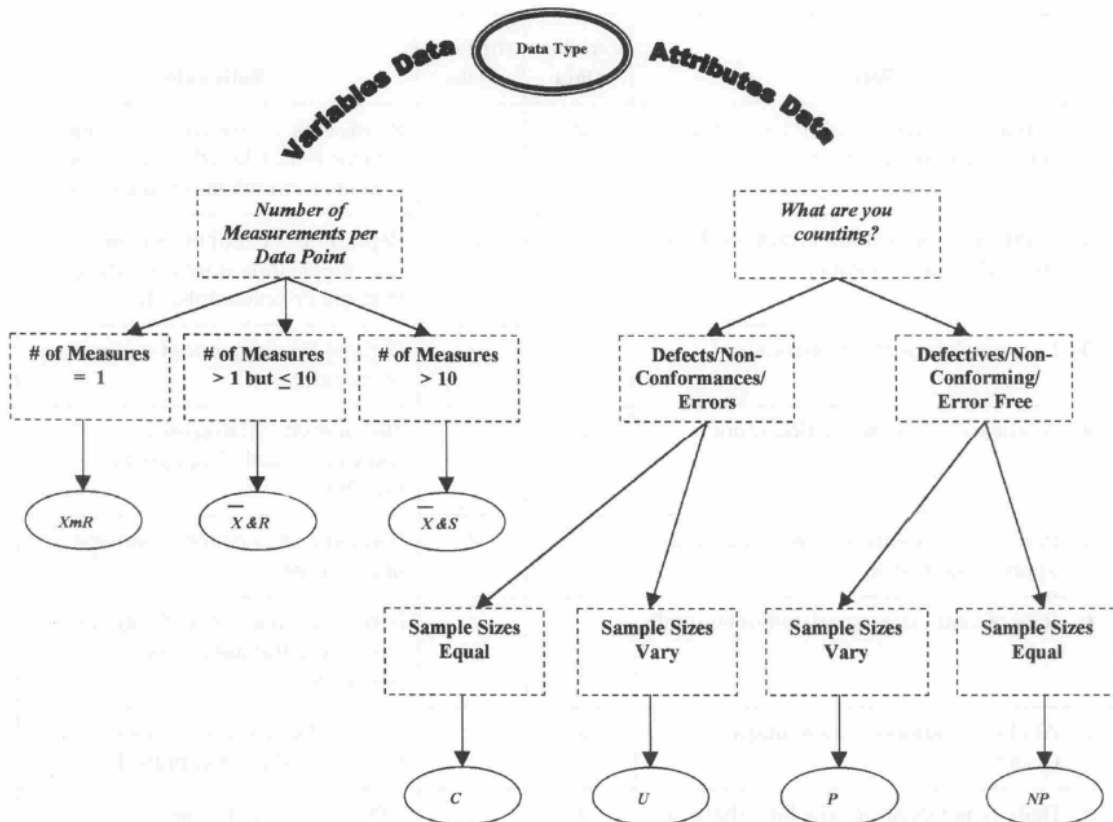 Data Type
Variables Data
Attributes Data
Number of
Measurements per
Data Point
What are you
counting?
# of Measures
= 1
# of Measures
> 1 but ≤ 10
# of Measures
> 10
Defects/Non-
Conformances/
Errors
Defectives/Non-
Conforming/
Error Free
XmR
X̅ &R
X̅ &S
Sample Sizes
Equal
Sample Sizes
Vary
Sample Sizes
Vary
Sample Sizes
Equal
C
U
P
NP